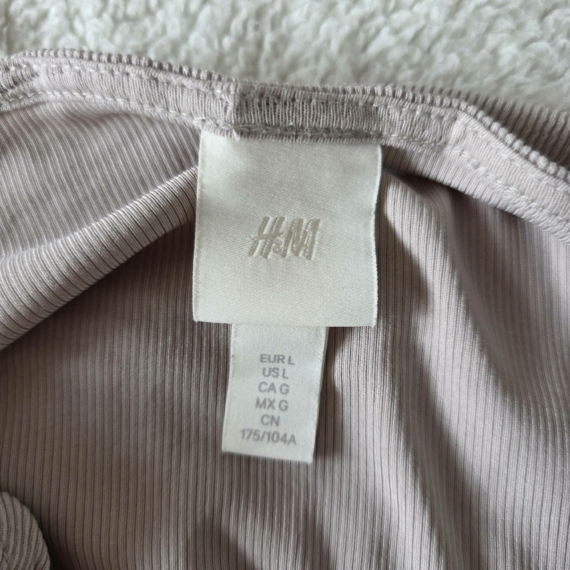 H&M
EUR L
US L
CA G
MX G
CN
175/104A